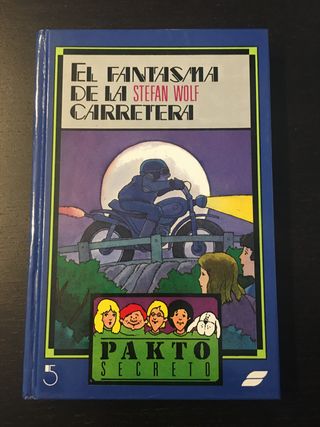 EL FANTASMA
DE LA STEFAN WOLF
CARRETERA
PAKTO
SECRETO
5